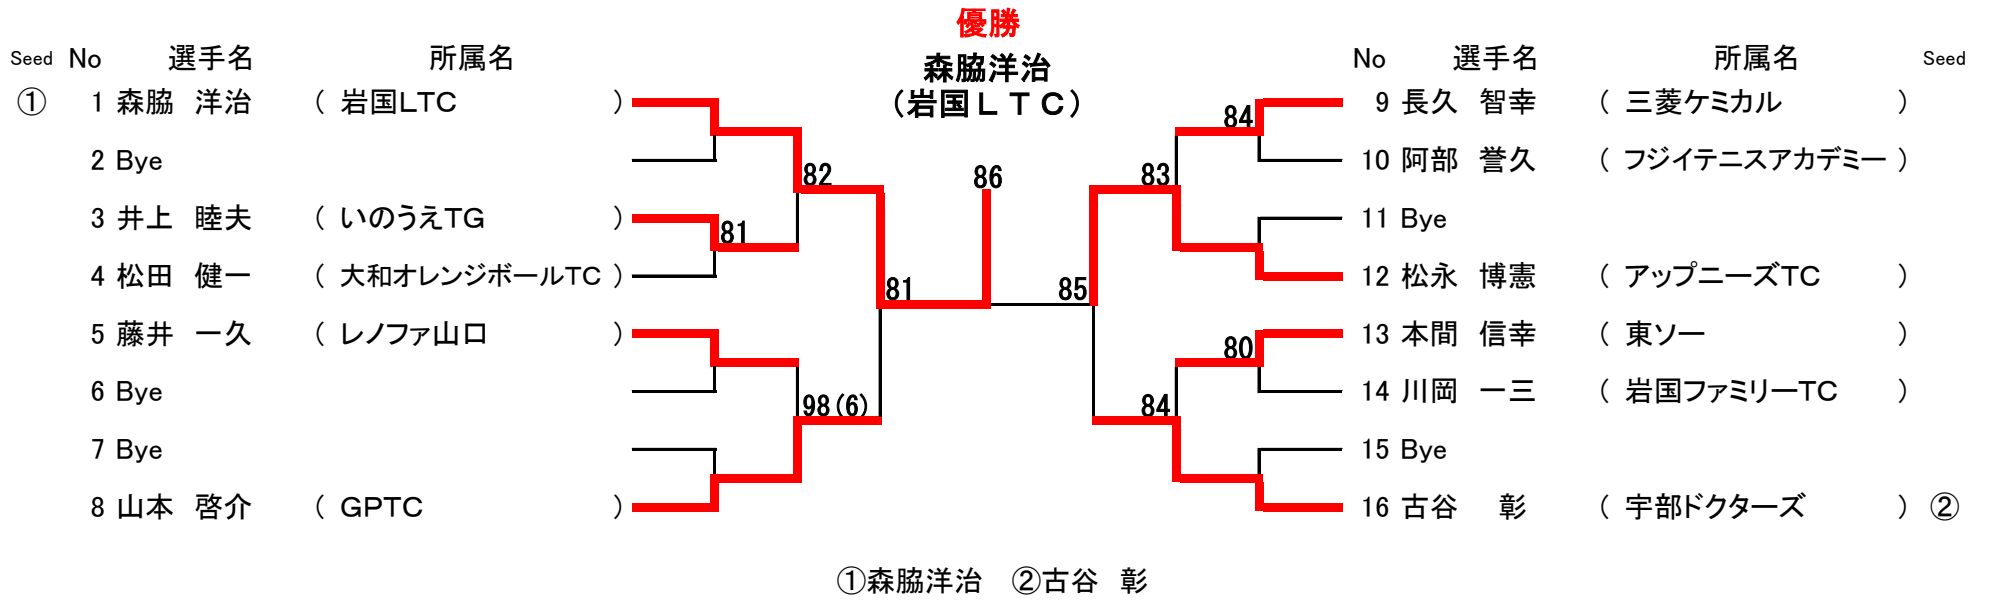 優勝
森脇洋治
（岩国ＬＴＣ）
Seed No 選手名 所属名
① 1 森脇 洋治 ( 岩国LTC )
2 Bye
3 井上 睦夫 ( いのうえTG )
4 松田 健一 ( 大和オレンジボールTC )
5 藤井 一久 ( レノファ山口 )
6 Bye
7 Bye
8 山本 啓介 ( GPTC )
82
81
81
98(6)
86
No 選手名 所属名 Seed
9 長久 智幸 ( 三菱ケミカル )
10 阿部 誉久 ( フジイテニスアカデミー )
11 Bye
12 松永 博憲 ( アップニーズTC )
13 本間 信幸 ( 東ソー )
14 川岡 一三 ( 岩国ファミリーTC )
15 Bye
16 古谷 彰 ( 宇部ドクターズ ) ②
84
83
85
80
84
①森脇洋治 ②古谷 彰